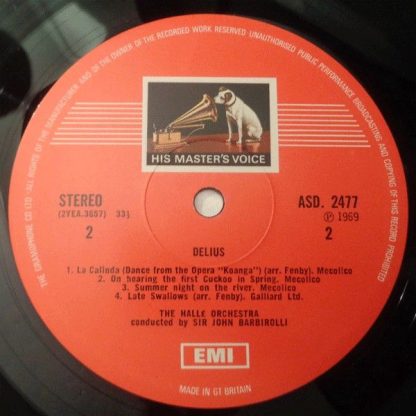 THE GRAMOPHONE CO LTD · ALL RIGHTS OF THE MANUFACTURER AND OF THE OWNER OF THE RECORDED WORK RESERVED UNAUTHORISED PUBLIC PERFORMANCE BROADCASTING AND COPYING OF THIS RECORD PROHIBITED
HIS MASTER'S VOICE
STEREO
(2YEA.3657) 33⅓
2
ASD. 2477
℗ 1969
2
DELIUS
1. La Calinda (Dance from the Opera "Koanga") (arr. Fenby). Mecolico
2. On hearing the first Cuckoo in Spring. Mecolico
3. Summer night on the river. Mecolico
4. Late Swallows (arr. Fenby). Galliard Ltd.
THE HALLÉ ORCHESTRA
conducted by SIR JOHN BARBIROLLI
EMI
MADE IN GT BRITAIN